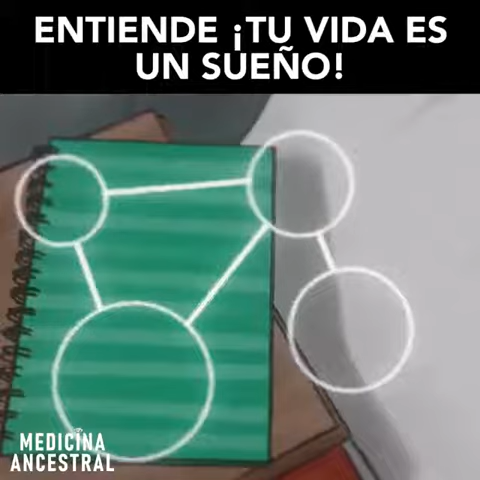 ENTIENDE ¡TU VIDA ES
UN SUEÑO!
MEDICINA
ANCESTRAL